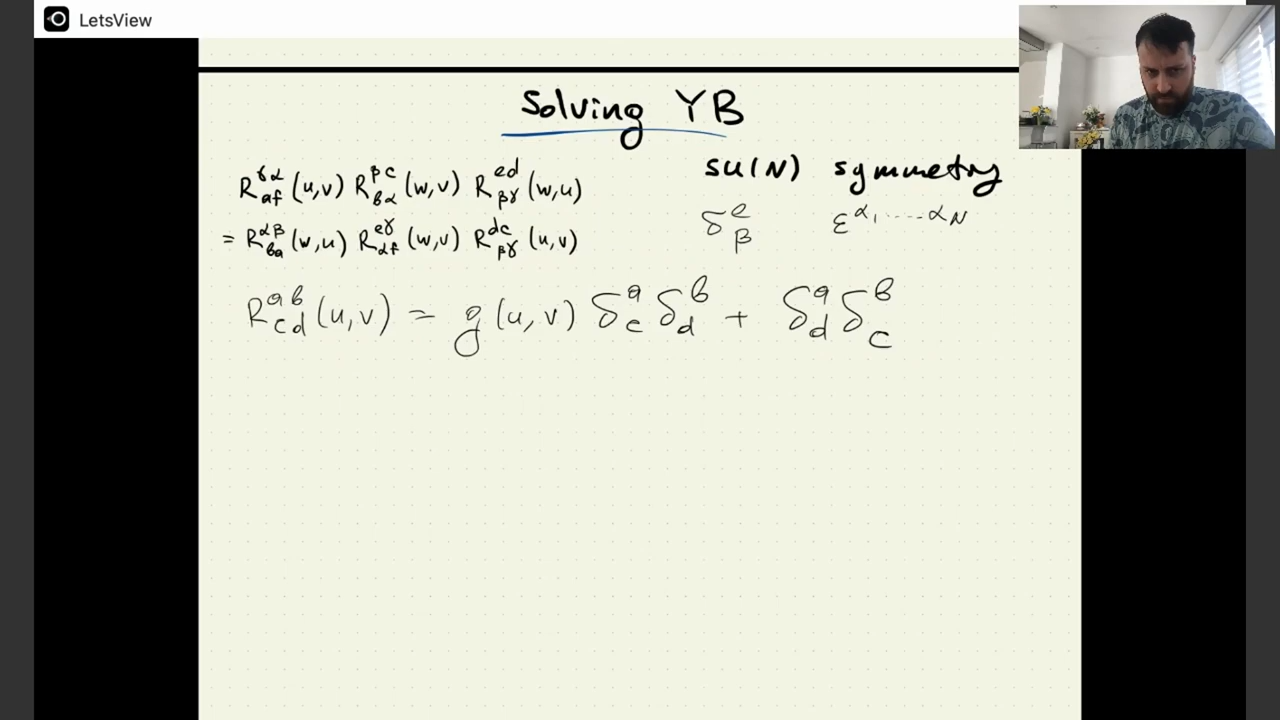 LetsView
Solving YB
R^{γα}_{af}(u,v) R^{βc}_{bα}(w,v) R^{ed}_{βγ}(w,u)
= R^{αβ}_{ba}(w,u) R^{eγ}_{αf}(w,v) R^{dc}_{βγ}(u,v)
su(N) symmetry
δ^e_β ε^{α₁.....α_N}
R^{ab}_{cd}(u,v) = g(u,v) δ^a_c δ^b_d + δ^a_d δ^b_c